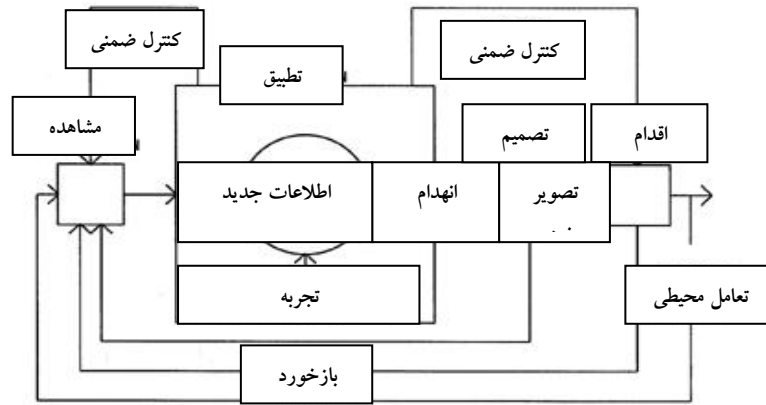 کنترل ضمنی
کنترل ضمنی
تطبیق
مشاهده
تصمیم
اقدام
اطلاعات جدید
انهدام
تصویر
تجربه
تعامل محیطی
بازخورد